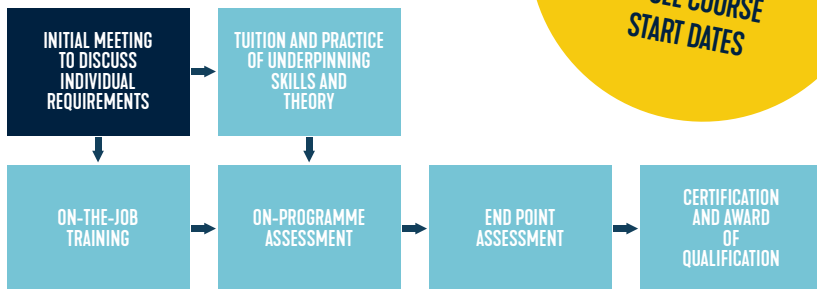 INITIAL MEETING
TO DISCUSS
INDIVIDUAL
REQUIREMENTS
TUITION AND PRACTICE
OF UNDERPINNING
SKILLS AND
THEORY
COURSE
START DATES
ON-THE-JOB
TRAINING
ON-PROGRAMME
ASSESSMENT
END POINT
ASSESSMENT
CERTIFICATION
AND AWARD
OF
QUALIFICATION